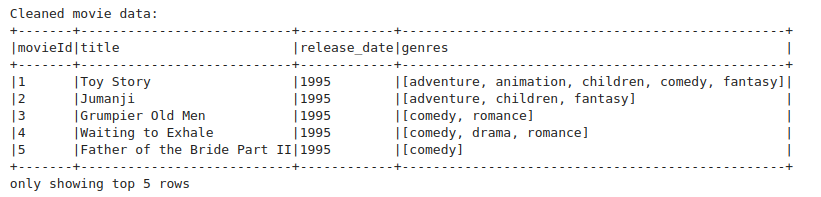 Cleaned movie data:
+-------+---------------------------+------------+-------------------------------------------------+
|movieId|title                      |release_date|genres                                           |
+-------+---------------------------+------------+-------------------------------------------------+
|1      |Toy Story                  |1995        |[adventure, animation, children, comedy, fantasy]|
|2      |Jumanji                    |1995        |[adventure, children, fantasy]                   |
|3      |Grumpier Old Men           |1995        |[comedy, romance]                                |
|4      |Waiting to Exhale          |1995        |[comedy, drama, romance]                         |
|5      |Father of the Bride Part II|1995        |[comedy]                                         |
+-------+---------------------------+------------+-------------------------------------------------+
only showing top 5 rows